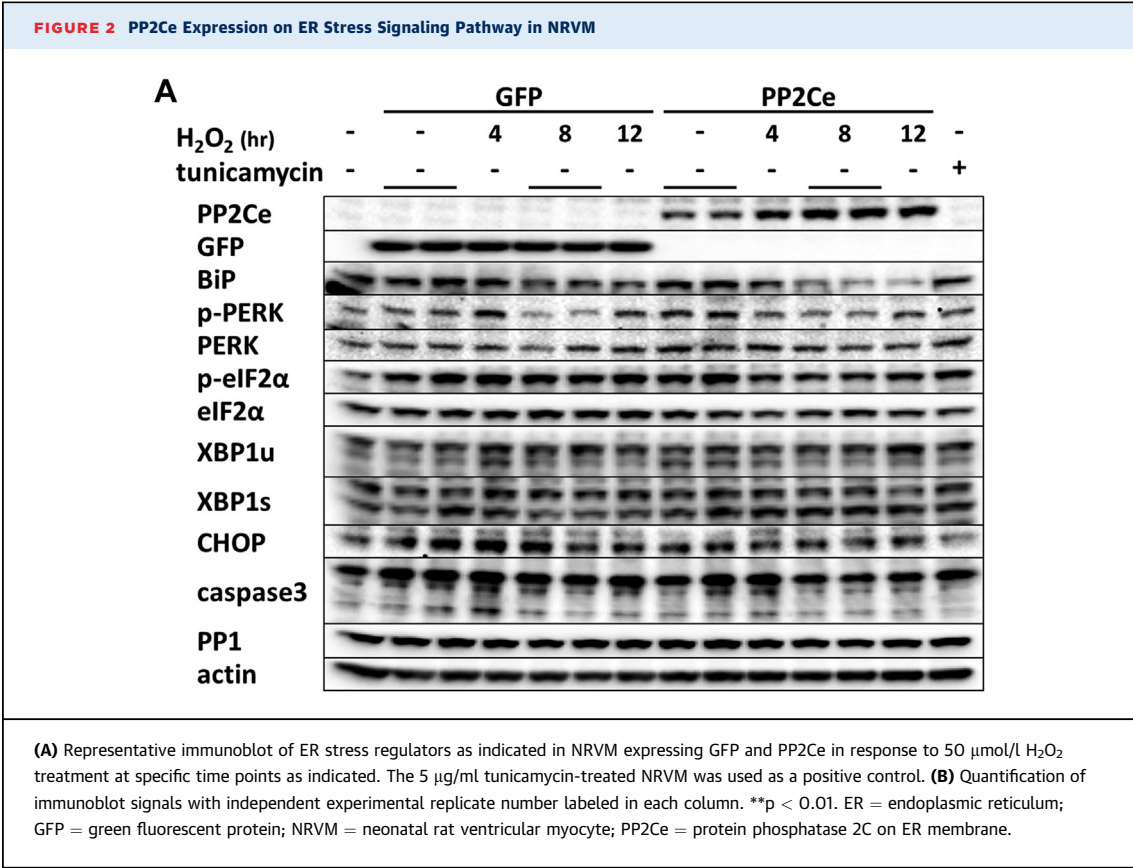 FIGURE 2 PP2Ce Expression on ER Stress Signaling Pathway in NRVM
A
GFP PP2Ce
H₂O₂ (hr) - - 4 8 12 - 4 8 12 -
tunicamycin - - - - - - - - - +
PP2Ce
GFP
BiP
p-PERK
PERK
p-eIF2α
eIF2α
XBP1u
XBP1s
CHOP
caspase3
PP1
actin
(A) Representative immunoblot of ER stress regulators as indicated in NRVM expressing GFP and PP2Ce in response to 50 μmol/l H₂O₂
treatment at specific time points as indicated. The 5 μg/ml tunicamycin-treated NRVM was used as a positive control. (B) Quantification of
immunoblot signals with independent experimental replicate number labeled in each column. **p < 0.01. ER = endoplasmic reticulum;
GFP = green fluorescent protein; NRVM = neonatal rat ventricular myocyte; PP2Ce = protein phosphatase 2C on ER membrane.